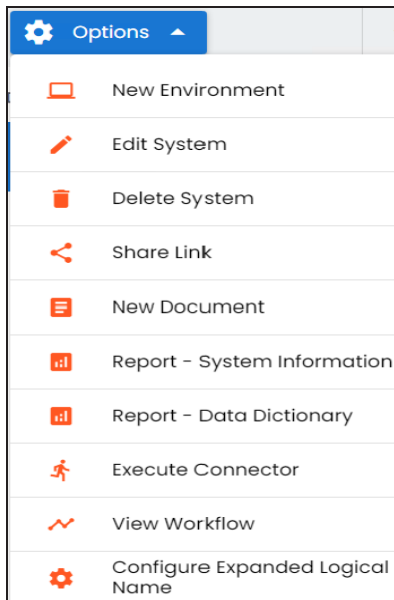 Options
New Environment
Edit System
Delete System
Share Link
New Document
Report - System Information
Report - Data Dictionary
Execute Connector
View Workflow
Configure Expanded Logical
Name